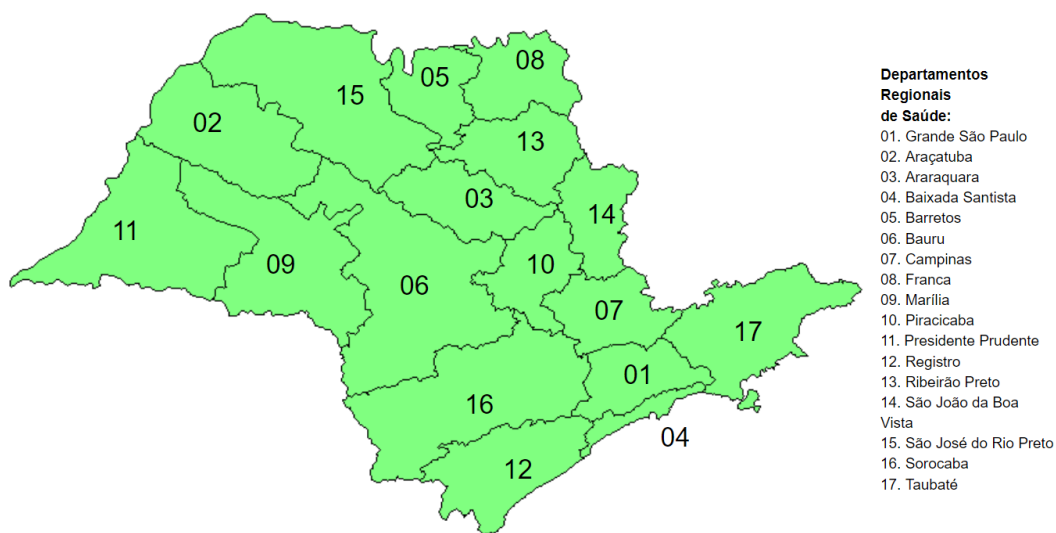 08
05
15
02
13
03
14
11
09
10
06
07
17
01
16
04
12
Departamentos
Regionais
de Saúde:
01. Grande São Paulo
02. Araçatuba
03. Araraquara
04. Baixada Santista
05. Barretos
06. Bauru
07. Campinas
08. Franca
09. Marília
10. Piracicaba
11. Presidente Prudente
12. Registro
13. Ribeirão Preto
14. São João da Boa
Vista
15. São José do Rio Preto
16. Sorocaba
17. Taubaté